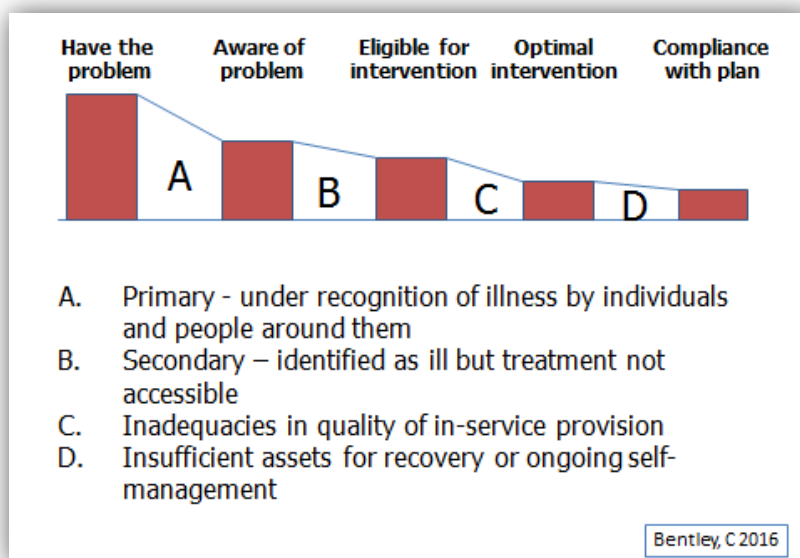 Have the problem
Aware of problem
Eligible for intervention
Optimal intervention
Compliance with plan
A
B
C
D
A. Primary - under recognition of illness by individuals
and people around them
B. Secondary – identified as ill but treatment not
accessible
C. Inadequacies in quality of in-service provision
D. Insufficient assets for recovery or ongoing self-
management
Bentley, C 2016